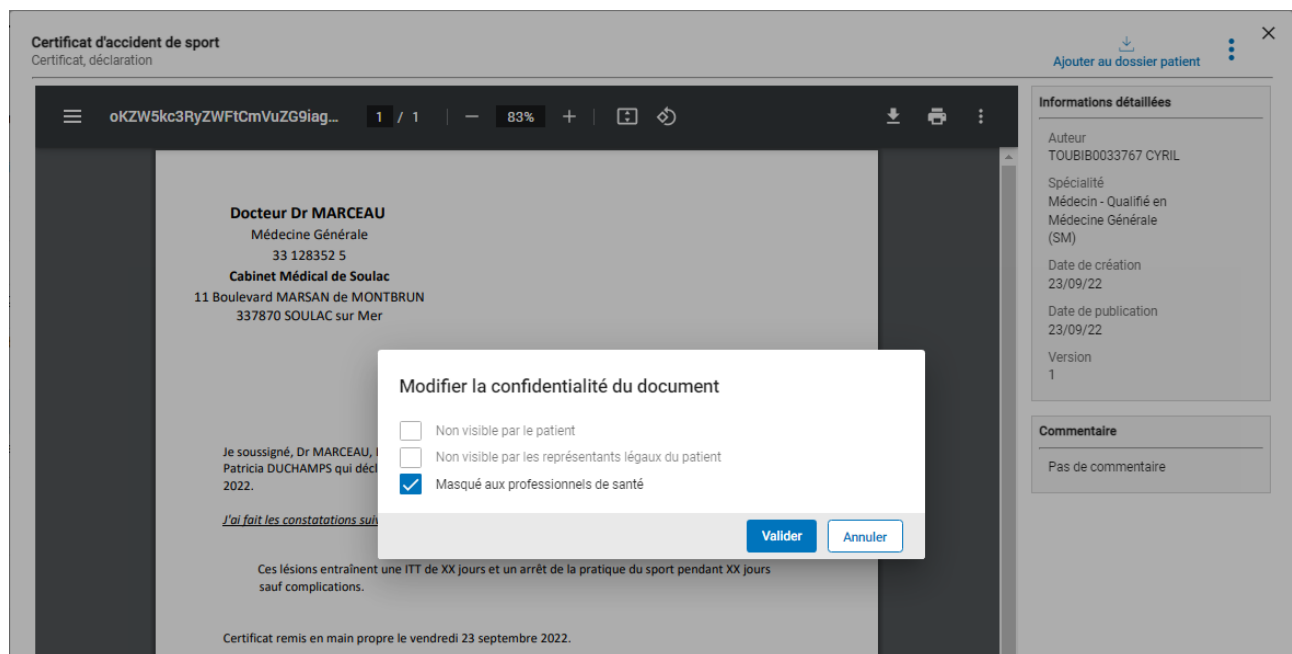 Certificat d'accident de sport
Certificat, déclaration
Ajouter au dossier patient
oKZW5kc3RyZWFtCmVuZG9iag...
1 / 1
83%
Docteur Dr MARCEAU
Médecine Générale
33 128352 5
Cabinet Médical de Soulac
11 Boulevard MARSAN de MONTBRUN
337870 SOULAC sur Mer
Je soussigné, Dr MARCEAU,
Patricia DUCHAMPS qui décl
2022.
J'ai fait les constatations suiv
Ces lésions entraînent une ITT de XX jours et un arrêt de la pratique du sport pendant XX jours
sauf complications.
Certificat remis en main propre le vendredi 23 septembre 2022.
Modifier la confidentialité du document
Non visible par le patient
Non visible par les représentants légaux du patient
Masqué aux professionnels de santé
Valider
Annuler
Informations détaillées
Auteur
TOUBIB0033767 CYRIL
Spécialité
Médecin - Qualifié en
Médecine Générale
(SM)
Date de création
23/09/22
Date de publication
23/09/22
Version
1
Commentaire
Pas de commentaire